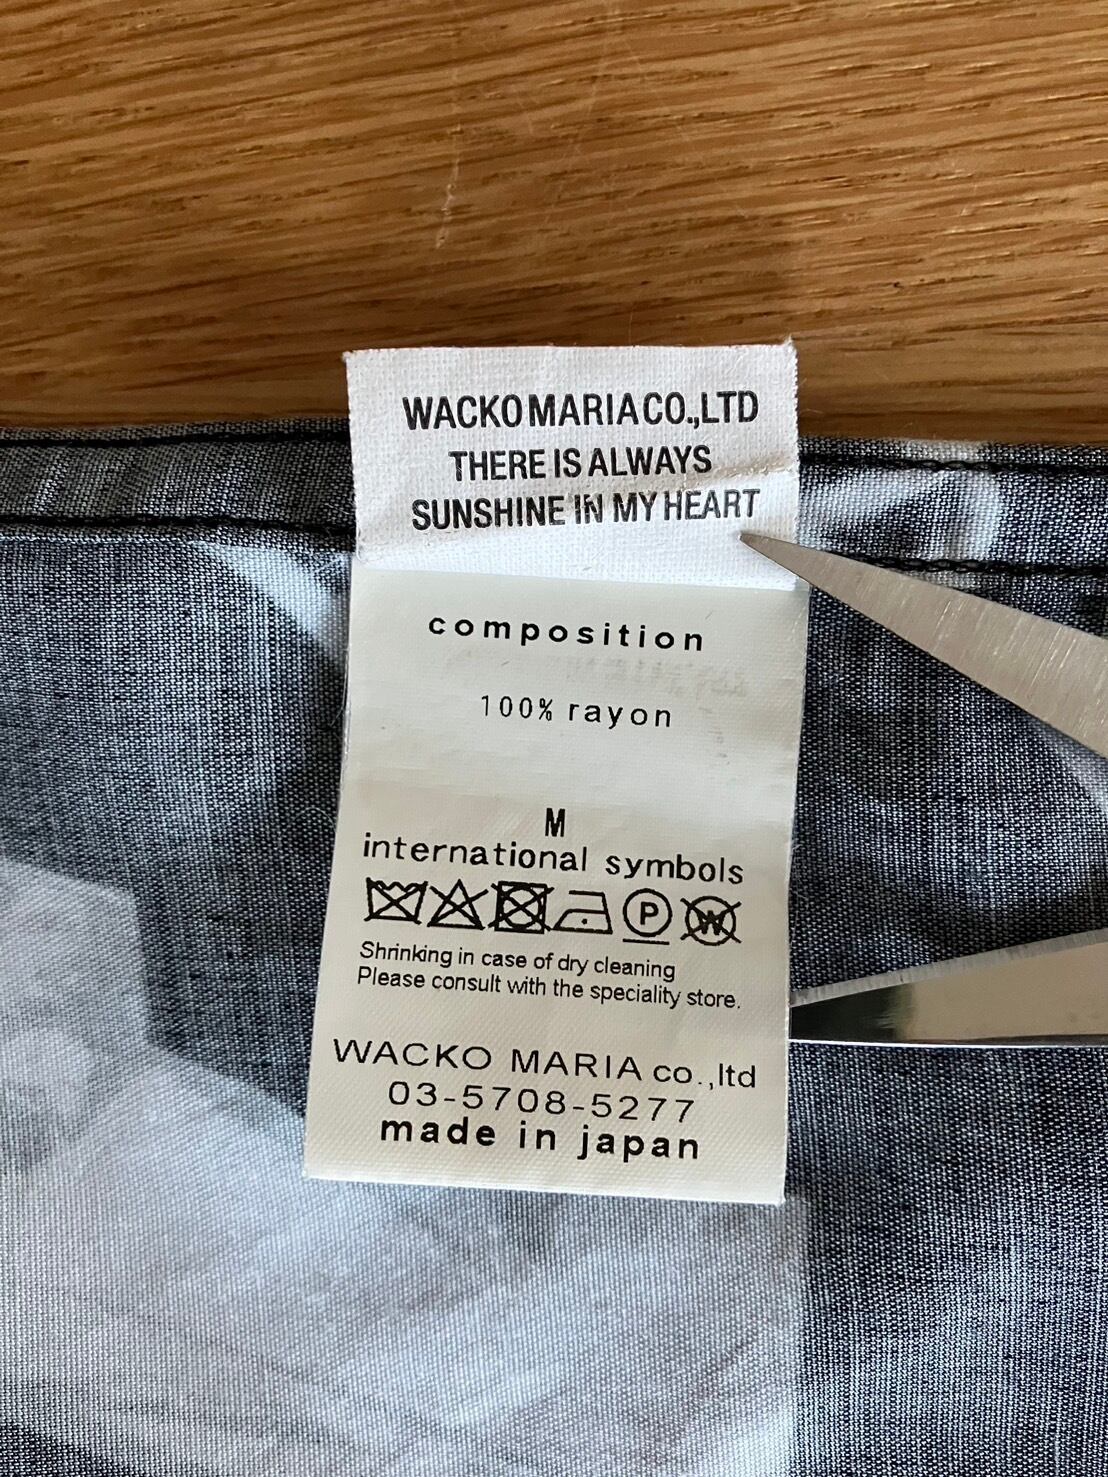 WACKO MARIA CO.,LTD
THERE IS ALWAYS
SUNSHINE IN MY HEART
composition
100% rayon
M
international symbols
P W
Shrinking in case of dry cleaning
Please consult with the speciality store.
WACKO MARIA co.,ltd
03-5708-5277
made in japan